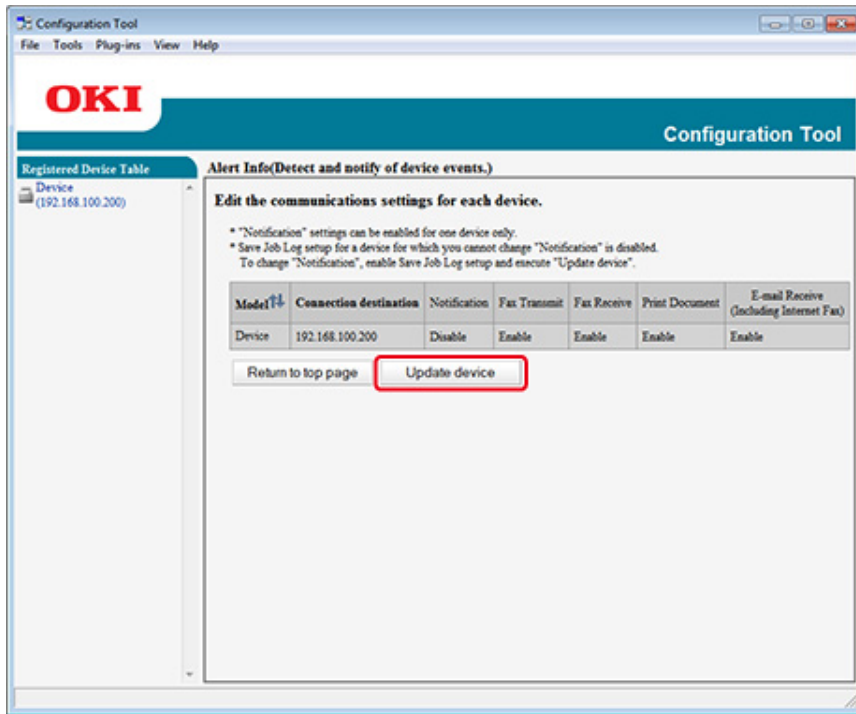 Configuration Tool
File Tools Plug-ins View Help
OKI
Configuration Tool
Registered Device Table
Device
(192.168.100.200)
Alert Info(Detect and notify of device events.)
Edit the communications settings for each device.
* "Notification" settings can be enabled for one device only.
* Save Job Log setup for a device for which you cannot change "Notification" is disabled.
To change "Notification", enable Save Job Log setup and execute "Update device".
Model Connection destination Notification Fax Transmit Fax Receive Print Document E-mail Receive
(Including Internet Fax)
Device 192.168.100.200 Disable Enable Enable Enable Enable
Return to top page Update device